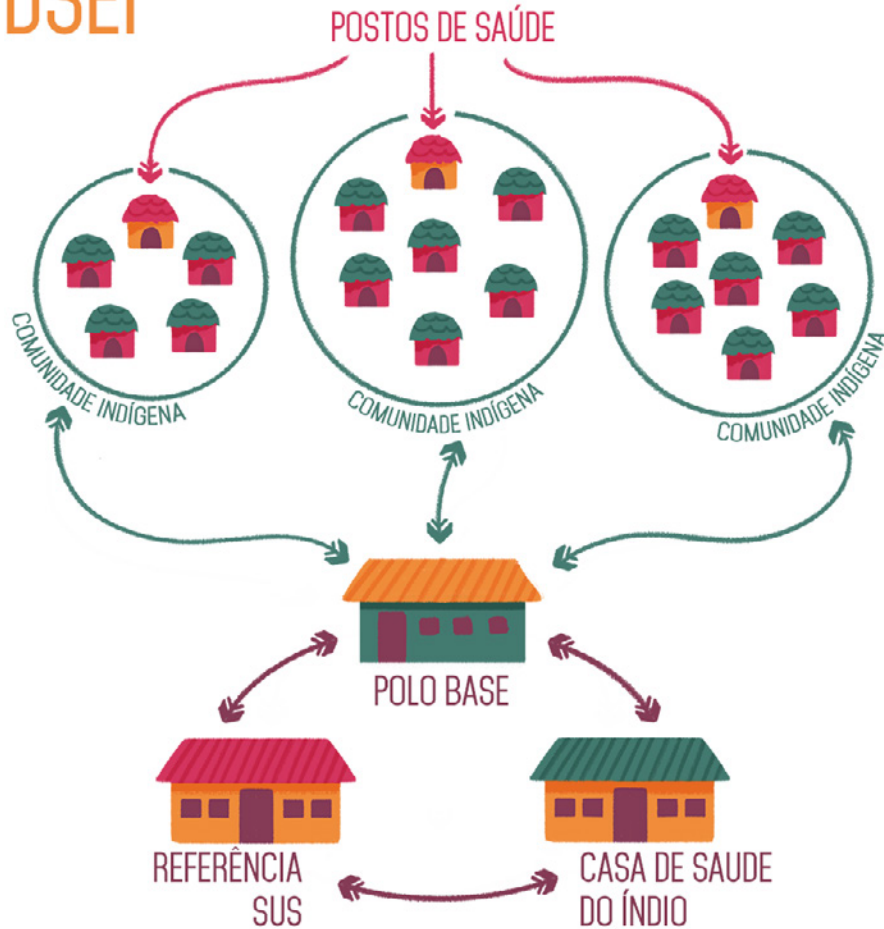 DSEI
POSTOS DE SAÚDE
COMUNIDADE INDÍGENA
COMUNIDADE INDÍGENA
COMUNIDADE INDÍGENA
POLO BASE
REFERÊNCIA
SUS
CASA DE SAUDE
DO ÍNDIO